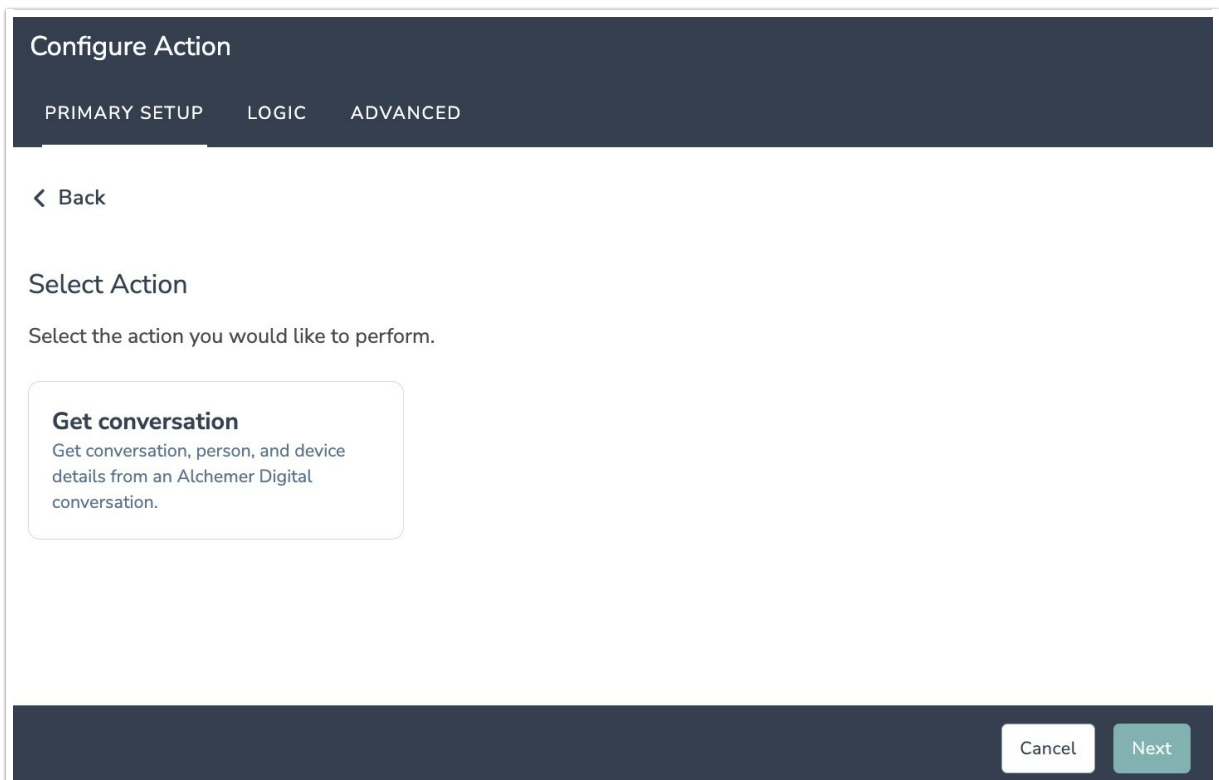 Configure Action
PRIMARY SETUP LOGIC ADVANCED
Back
Select Action
Select the action you would like to perform.
Get conversation
Get conversation, person, and device
details from an Alchemer Digital
conversation.
Cancel Next